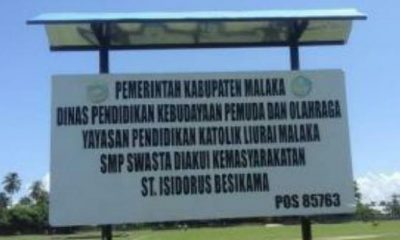 PEMERINTAH KABUPATEN MALAKA
DINAS PENDIDIKAN KEBUDAYAAN PEMUDA DAN OLAHRAGA
YAYASAN PENDIDIKAN KATOLIK LIURAI MALAKA
SMP SWASTA DIAKUI KEMASYARAKATAN
ST. ISIDORUS BESIKAMA
POS 85763